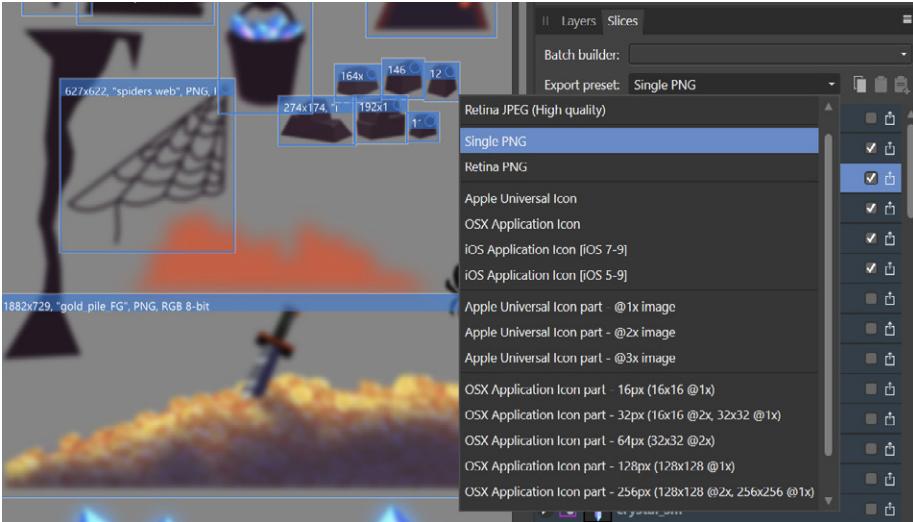 Layers Slices
Batch builder:
Export preset: Single PNG
164x
146
12
627x622, "spiders web", PNG,
274x174,
192x1
1882x729, "gold_pile_FG", PNG, RGB 8-bit
Retina JPEG (High quality)
Single PNG
Retina PNG
Apple Universal Icon
OSX Application Icon
iOS Application Icon [iOS 7-9]
iOS Application Icon [iOS 5-9]
Apple Universal Icon part - @1x image
Apple Universal Icon part - @2x image
Apple Universal Icon part - @3x image
OSX Application Icon part - 16px (16x16 @1x)
OSX Application Icon part - 32px (16x16 @2x, 32x32 @1x)
OSX Application Icon part - 64px (32x32 @2x)
OSX Application Icon part - 128px (128x128 @1x)
OSX Application Icon part - 256px (128x128 @2x, 256x256 @1x)